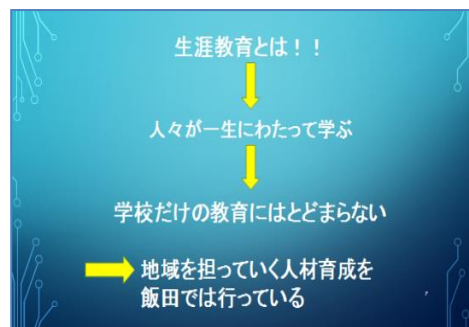 生涯教育とは！！
人々が一生にわたって学ぶ
学校だけの教育にはとどまらない
地域を担っていく人材育成を
飯田では行っている